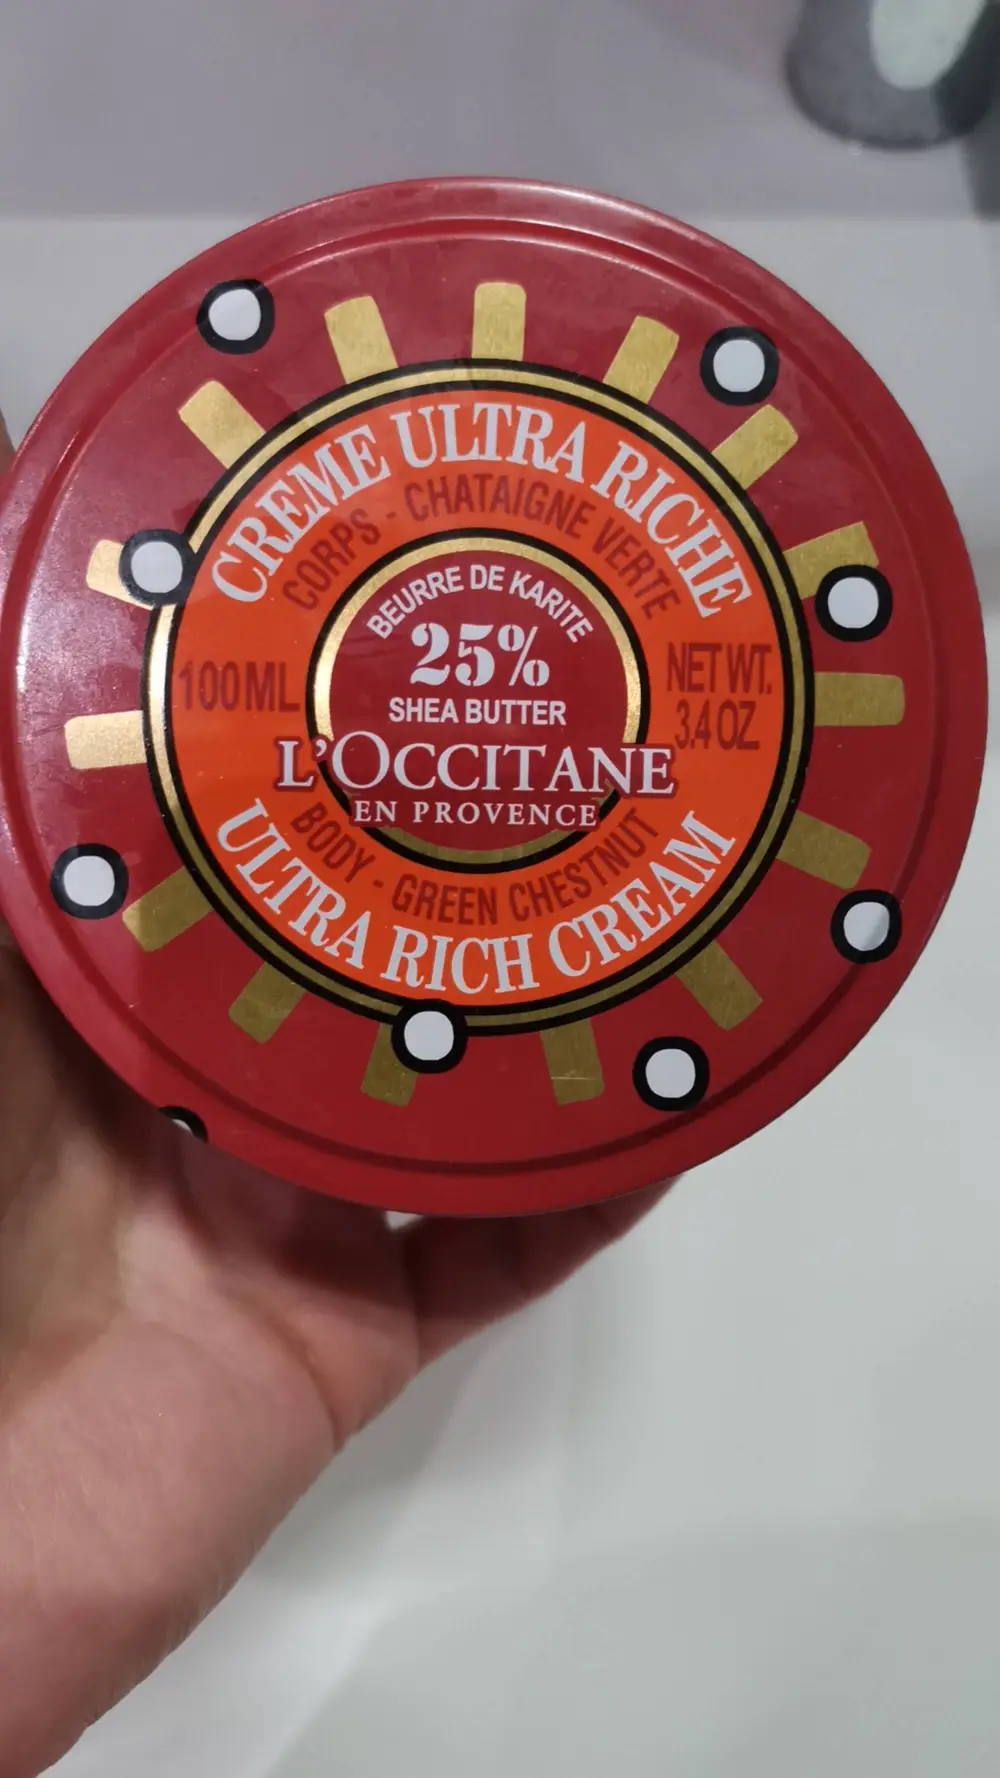 CREME ULTRA RICHE
CORPS - CHATAIGNE VERTE
BEURRE DE KARITE
25%
SHEA BUTTER
100 ML
NET WT.
3.4 OZ
L'OCCITANE
EN PROVENCE
BODY - GREEN CHESTNUT
ULTRA RICH CREAM